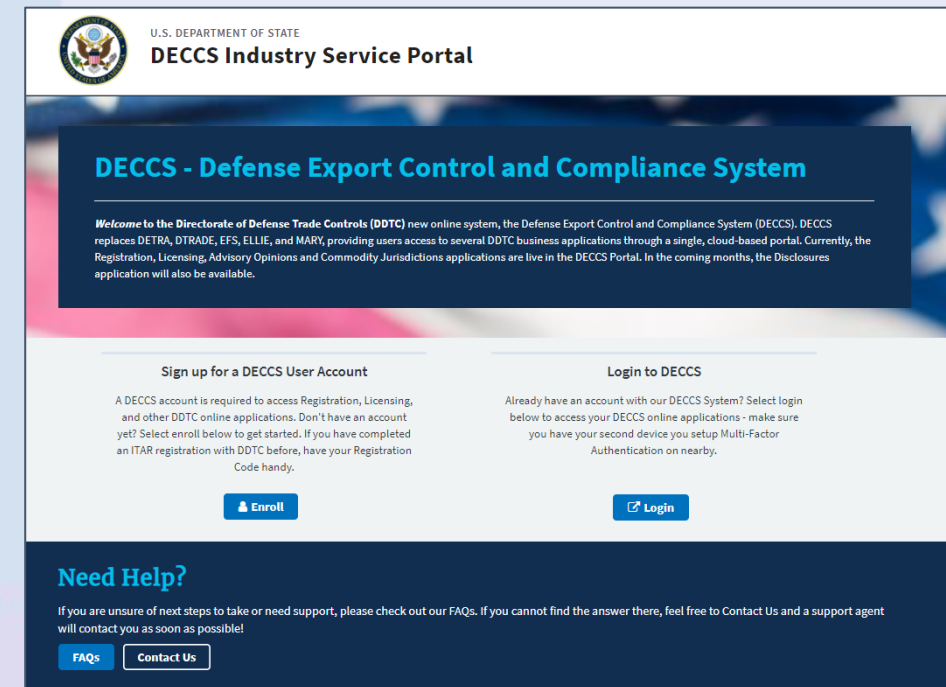 U.S. DEPARTMENT OF STATE
DECCS Industry Service Portal
DECCS - Defense Export Control and Compliance System
Welcome to the Directorate of Defense Trade Controls (DDTC) new online system, the Defense Export Control and Compliance System (DECCS). DECCS
replaces DETRA, DTRADE, EFS, ELLIE, and MARY, providing users access to several DDTC business applications through a single, cloud-based portal. Currently, the
Registration, Licensing, Advisory Opinions and Commodity Jurisdictions applications are live in the DECCS Portal. In the coming months, the Disclosures
application will also be available.
Sign up for a DECCS User Account
A DECCS account is required to access Registration, Licensing,
and other DDTC online applications. Don't have an account
yet? Select enroll below to get started. If you have completed
an ITAR registration with DDTC before, have your Registration
Code handy.
Enroll
Login to DECCS
Already have an account with our DECCS System? Select login
below to access your DECCS online applications - make sure
you have your second device you setup Multi-Factor
Authentication on nearby.
Login
Need Help?
If you are unsure of next steps to take or need support, please check out our FAQs. If you cannot find the answer there, feel free to Contact Us and a support agent
will contact you as soon as possible!
FAQs
Contact Us